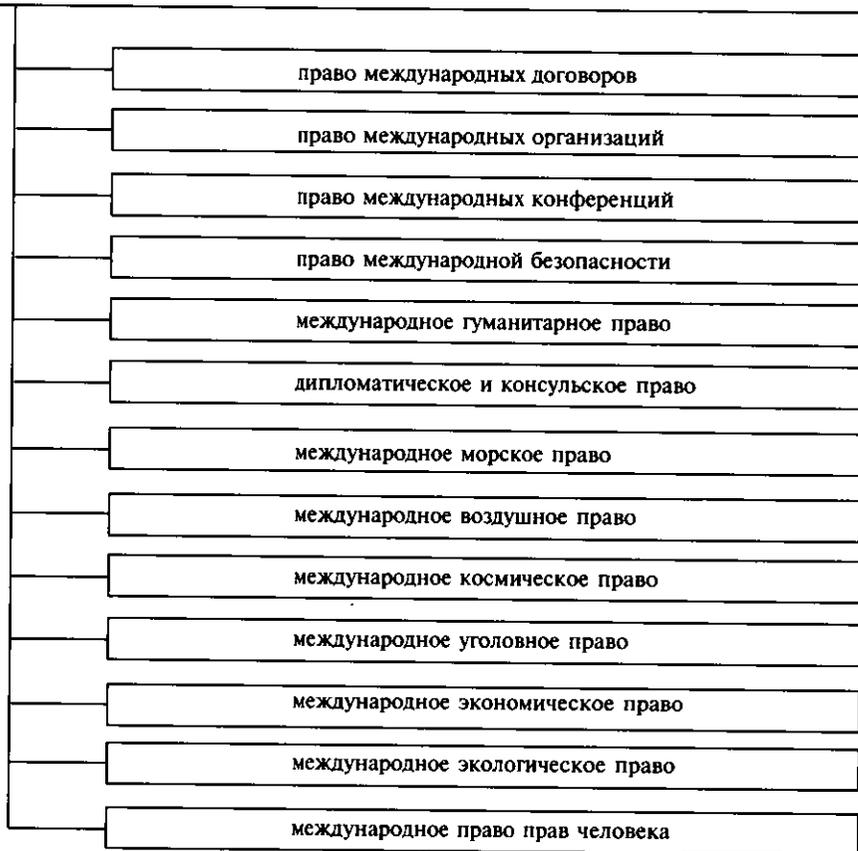 право международных договоров
право международных организаций
право международных конференций
право международной безопасности
международное гуманитарное право
дипломатическое и консульское право
международное морское право
международное воздушное право
международное космическое право
международное уголовное право
международное экономическое право
международное экологическое право
международное право прав человека